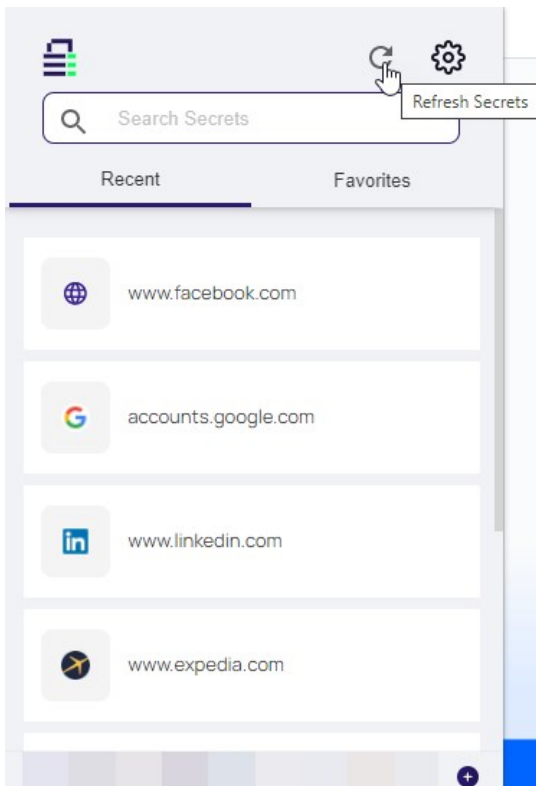 Refresh Secrets
Search Secrets
Recent Favorites
www.facebook.com
accounts.google.com
www.linkedin.com
www.expedia.com